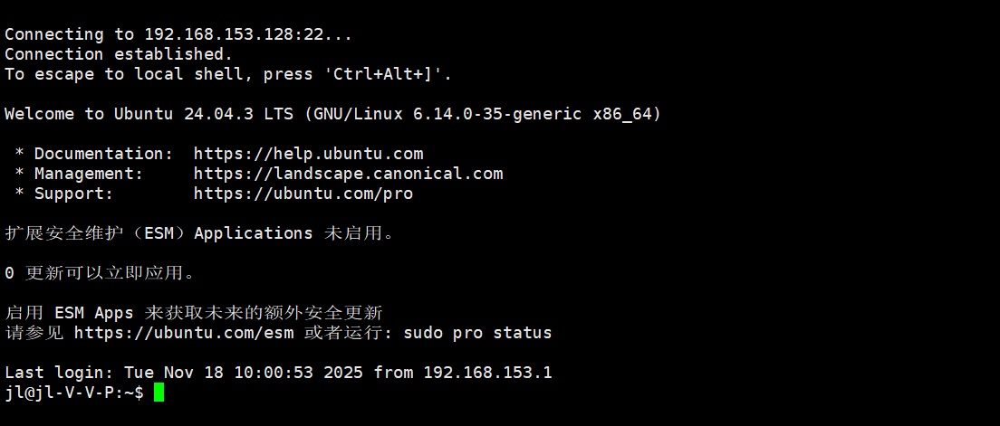 Connecting to 192.168.153.128:22...
Connection established.
To escape to local shell, press 'Ctrl+Alt+]'.
Welcome to Ubuntu 24.04.3 LTS (GNU/Linux 6.14.0-35-generic x86_64)
 * Documentation:  https://help.ubuntu.com
 * Management:     https://landscape.canonical.com
 * Support:        https://ubuntu.com/pro
扩展安全维护（ESM）Applications 未启用。
0 更新可以立即应用。
启用 ESM Apps 来获取未来的额外安全更新
请参见 https://ubuntu.com/esm 或者运行: sudo pro status
Last login: Tue Nov 18 10:00:53 2025 from 192.168.153.1
jl@jl-V-V-P:~$